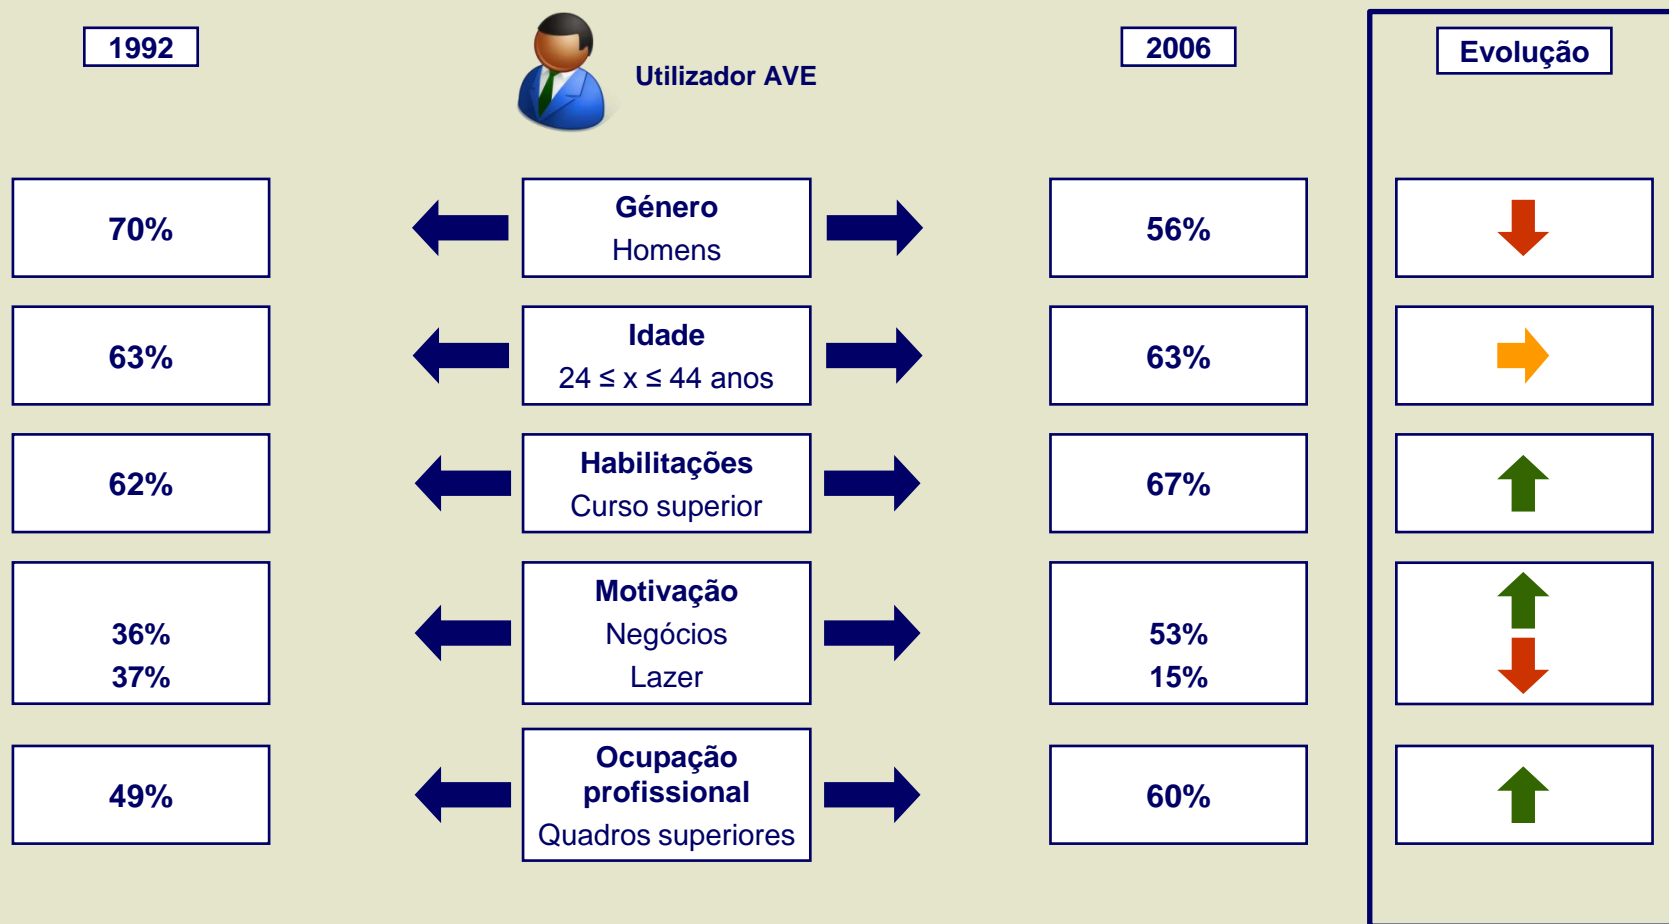 1992
Utilizador AVE
2006
Evolução
70%
Género
Homens
56%
63%
Idade
24 ≤ x ≤ 44 anos
63%
62%
Habilitações
Curso superior
67%
Motivação
36%
Negócios
53%
37%
Lazer
15%
49%
Ocupação
profissional
Quadros superiores
60%